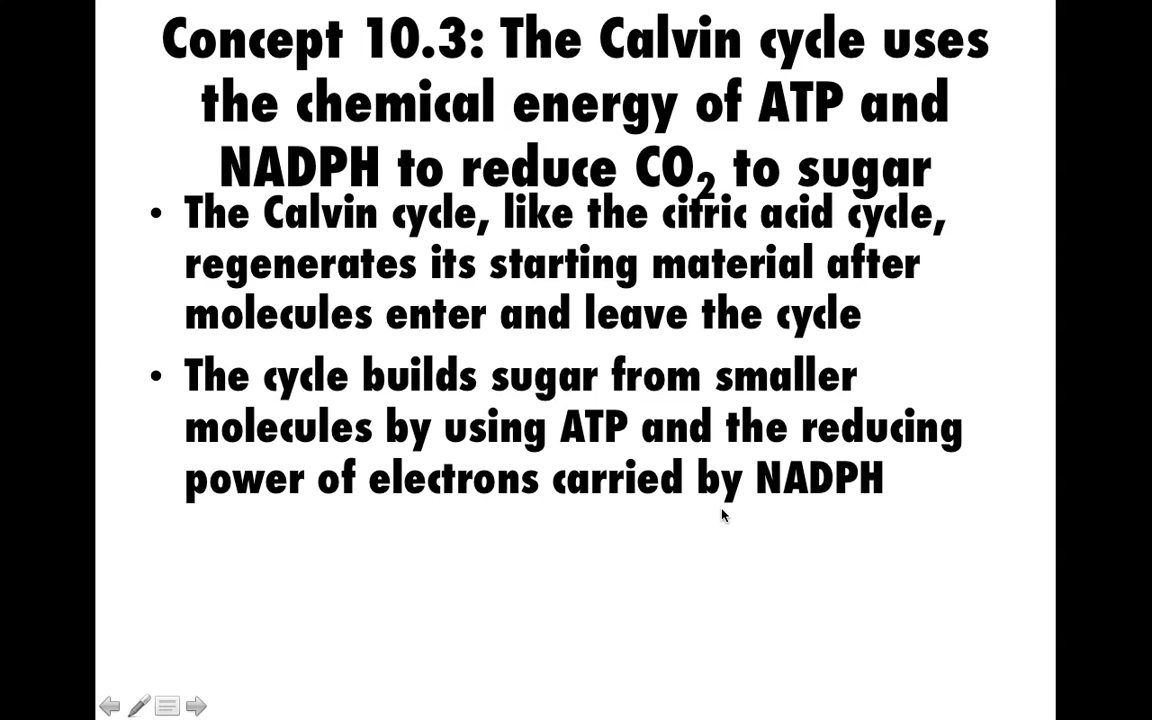 Concept 10.3: The Calvin cycle uses
the chemical energy of ATP and
NADPH to reduce CO₂ to sugar
• The Calvin cycle, like the citric acid cycle,
regenerates its starting material after
molecules enter and leave the cycle
• The cycle builds sugar from smaller
molecules by using ATP and the reducing
power of electrons carried by NADPH